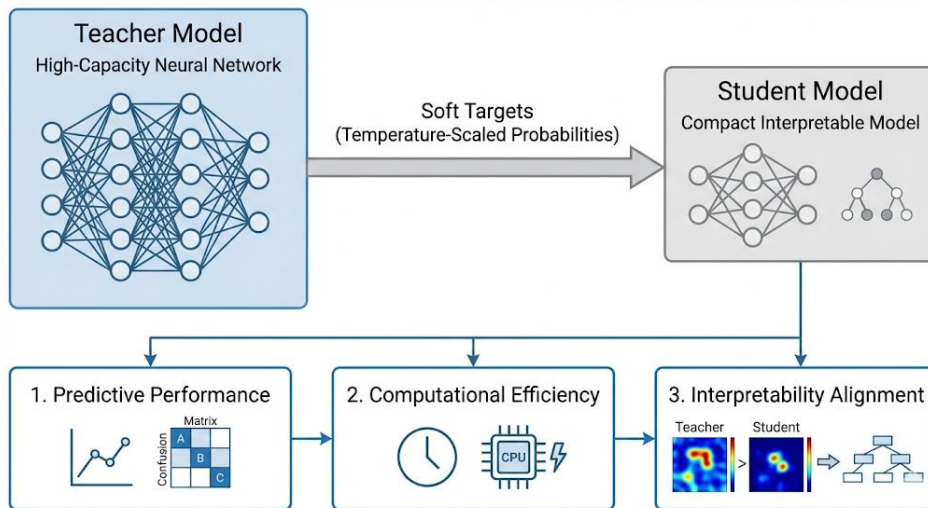 Teacher Model
High-Capacity Neural Network
Soft Targets
(Temperature-Scaled Probabilities)
Student Model
Compact Interpretable Model
1. Predictive Performance
Matrix
Confusion
A
B
C
2. Computational Efficiency
CPU
3. Interpretability Alignment
Teacher
Student
>